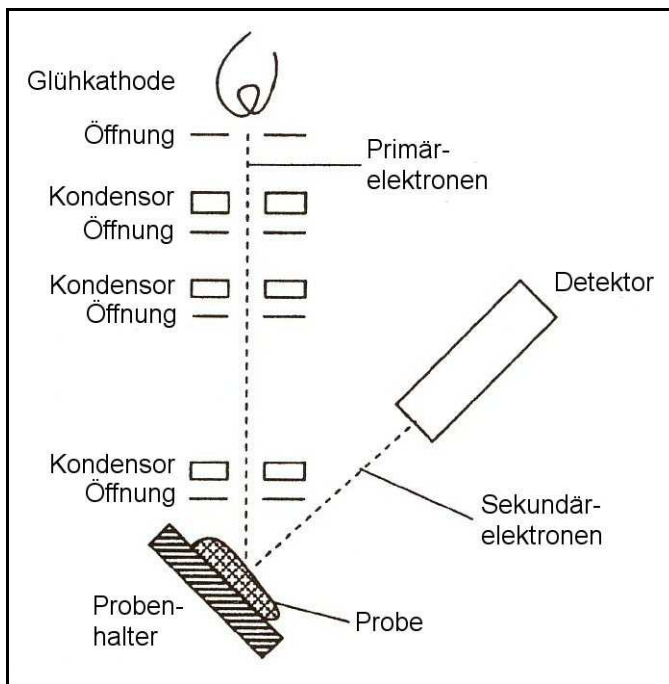 Glühkathode
Öffnung
Primär-
elektronen
Kondensor
Öffnung
Kondensor
Öffnung
Detektor
Kondensor
Öffnung
Sekundär-
elektronen
Proben-
halter
Probe